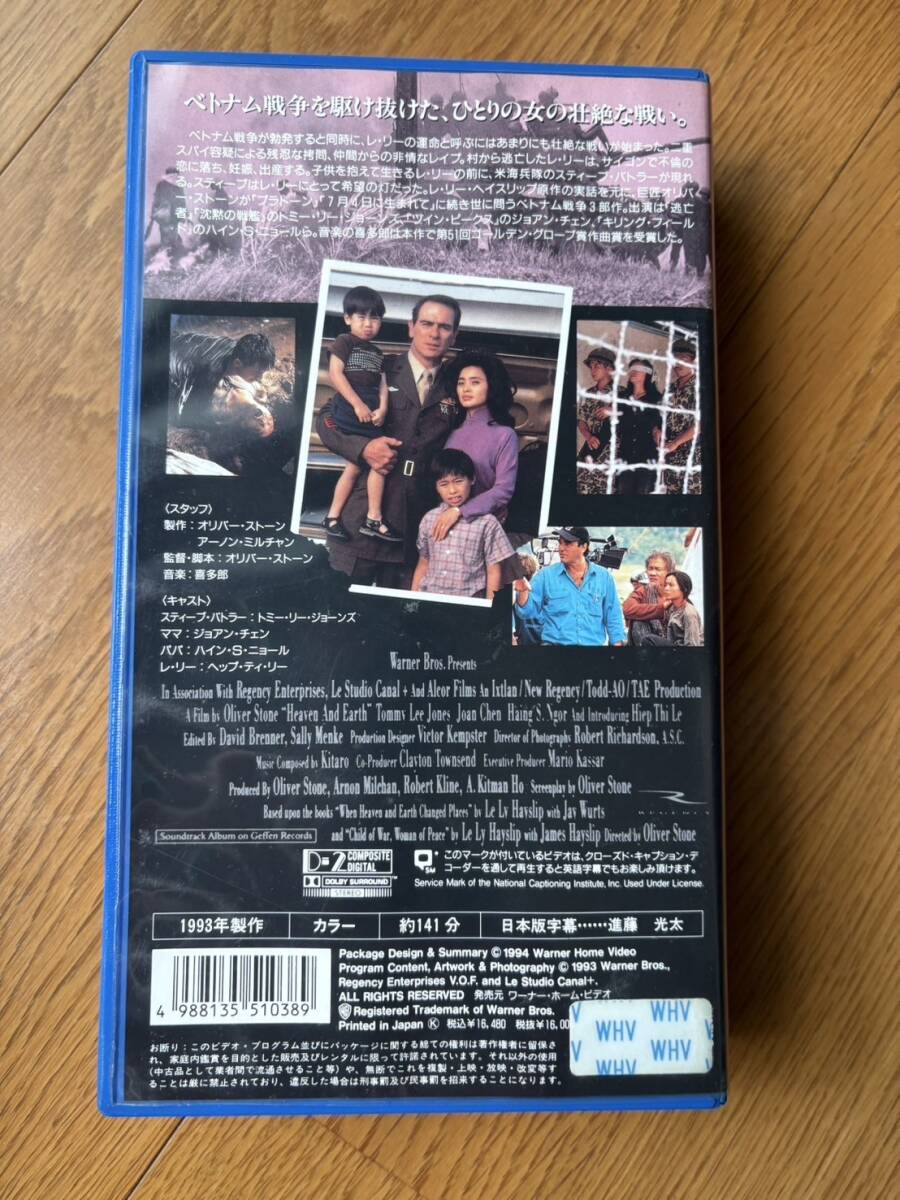 ベトナム戦争を駆け抜けた、ひとりの女の壮絶な戦い。
ベトナム戦争が勃発すると同時に、レ・リーの運命と呼ぶにはあまりにも壮絶な戦いが始まった。二重
スパイ容疑による残忍な拷問、仲間からの非情なレイプ。村から逃亡したレ・リーは、サイゴンで不倫の
恋に落ち、妊娠、出産する。子供を抱えて生きるレ・リーの前に、米海兵隊のスティーブ・バトラーが現れ
る。スティーブはレ・リーにとって希望の灯だった。レ・リー・ヘイスリップ原作の実話を元に、巨匠オリバ
ー・ストーンが「プラトーン」「7月4日に生まれて」に続き世に問うベトナム戦争3部作。出演は「逃亡
者」「沈黙の戦艦」のトミー・リー・ジョーンズ、「ツイン・ピークス」のジョアン・チェン、「キリング・フィール
ド」のハイン・S・ニョールら。音楽の喜多郎は本作で第51回ゴールデン・グローブ賞作曲賞を受賞した。
〈スタッフ〉
製作：オリバー・ストーン
アーノン・ミルチャン
監督・脚本：オリバー・ストーン
音楽：喜多郎
〈キャスト〉
スティーブ・バトラー：トミー・リー・ジョーンズ
ママ：ジョアン・チェン
パパ：ハイン・S・ニョール
レ・リー：ヘップ・ティ・リー
Warner Bros. Presents
In Association With Regency Enterprises, Le Studio Canal+ And Alcor Films An Ixtlan/New Regency/Todd-AO/TAE Production
A Film by Oliver Stone "Heaven And Earth" Tommy Lee Jones Joan Chen Haing S. Ngor And Introducing Hiep Thi Le
Edited By David Brenner, Sally Menke Production Designer Victor Kempster Director of Photography Robert Richardson, A.S.C.
Music Composed by Kitaro Co-Producer Clayton Townsend Executive Producer Mario Kassar
Produced By Oliver Stone, Arnon Milchan, Robert Kline, A. Kitman Ho Screenplay by Oliver Stone
Based upon the books "When Heaven and Earth Changed Places" by Le Ly Hayslip with Jay Wurts
and "Child of War, Woman of Peace" by Le Ly Hayslip with James Hayslip Directed by Oliver Stone
Soundtrack Album on Geffen Records
D=2 COMPOSITE DIGITAL
DOLBY SURROUND
STEREO
SM このマークが付いているビデオは、クローズド・キャプション・デ
コーダーを通して再生すると英語字幕でもお楽しみ頂けます。
Service Mark of the National Captioning Institute, Inc. Used Under License.
1993年製作 カラー 約141分 日本版字幕……進藤 光太
Package Design & Summary © 1994 Warner Home Video
Program Content, Artwork & Photography © 1993 Warner Bros.,
Regency Enterprises V.O.F. and Le Studio Canal+.
ALL RIGHTS RESERVED 発売元 ワーナー・ホーム・ビデオ
Registered Trademark of Warner Bros.
Printed in Japan Ⓚ 税込¥16,480 税抜¥16,00
4 988135 510389
WHV WHV
WHV WHV
お断り：このビデオ・プログラム並びにパッケージに関する総ての権利は著作権者に留保さ
れ、家庭内鑑賞を目的とした販売及びレンタルに限って許諾されています。それ以外の使用
(中古品として業者間で流通させること等)や、無断でこれを複製・上映・放映・改変等す
ることは厳に禁止されており、違反した場合は刑事罰及び民事罰を招来することになります。